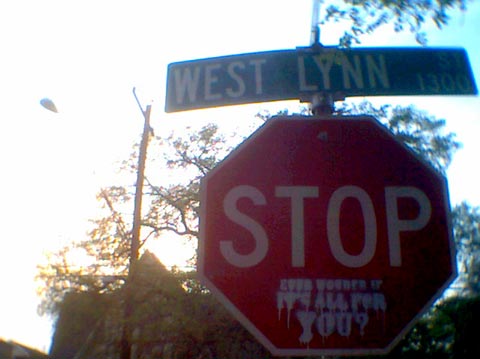 WEST LYNN ST
1300
STOP
EVER WONDER IF
IT'S ALL FOR
YOU?